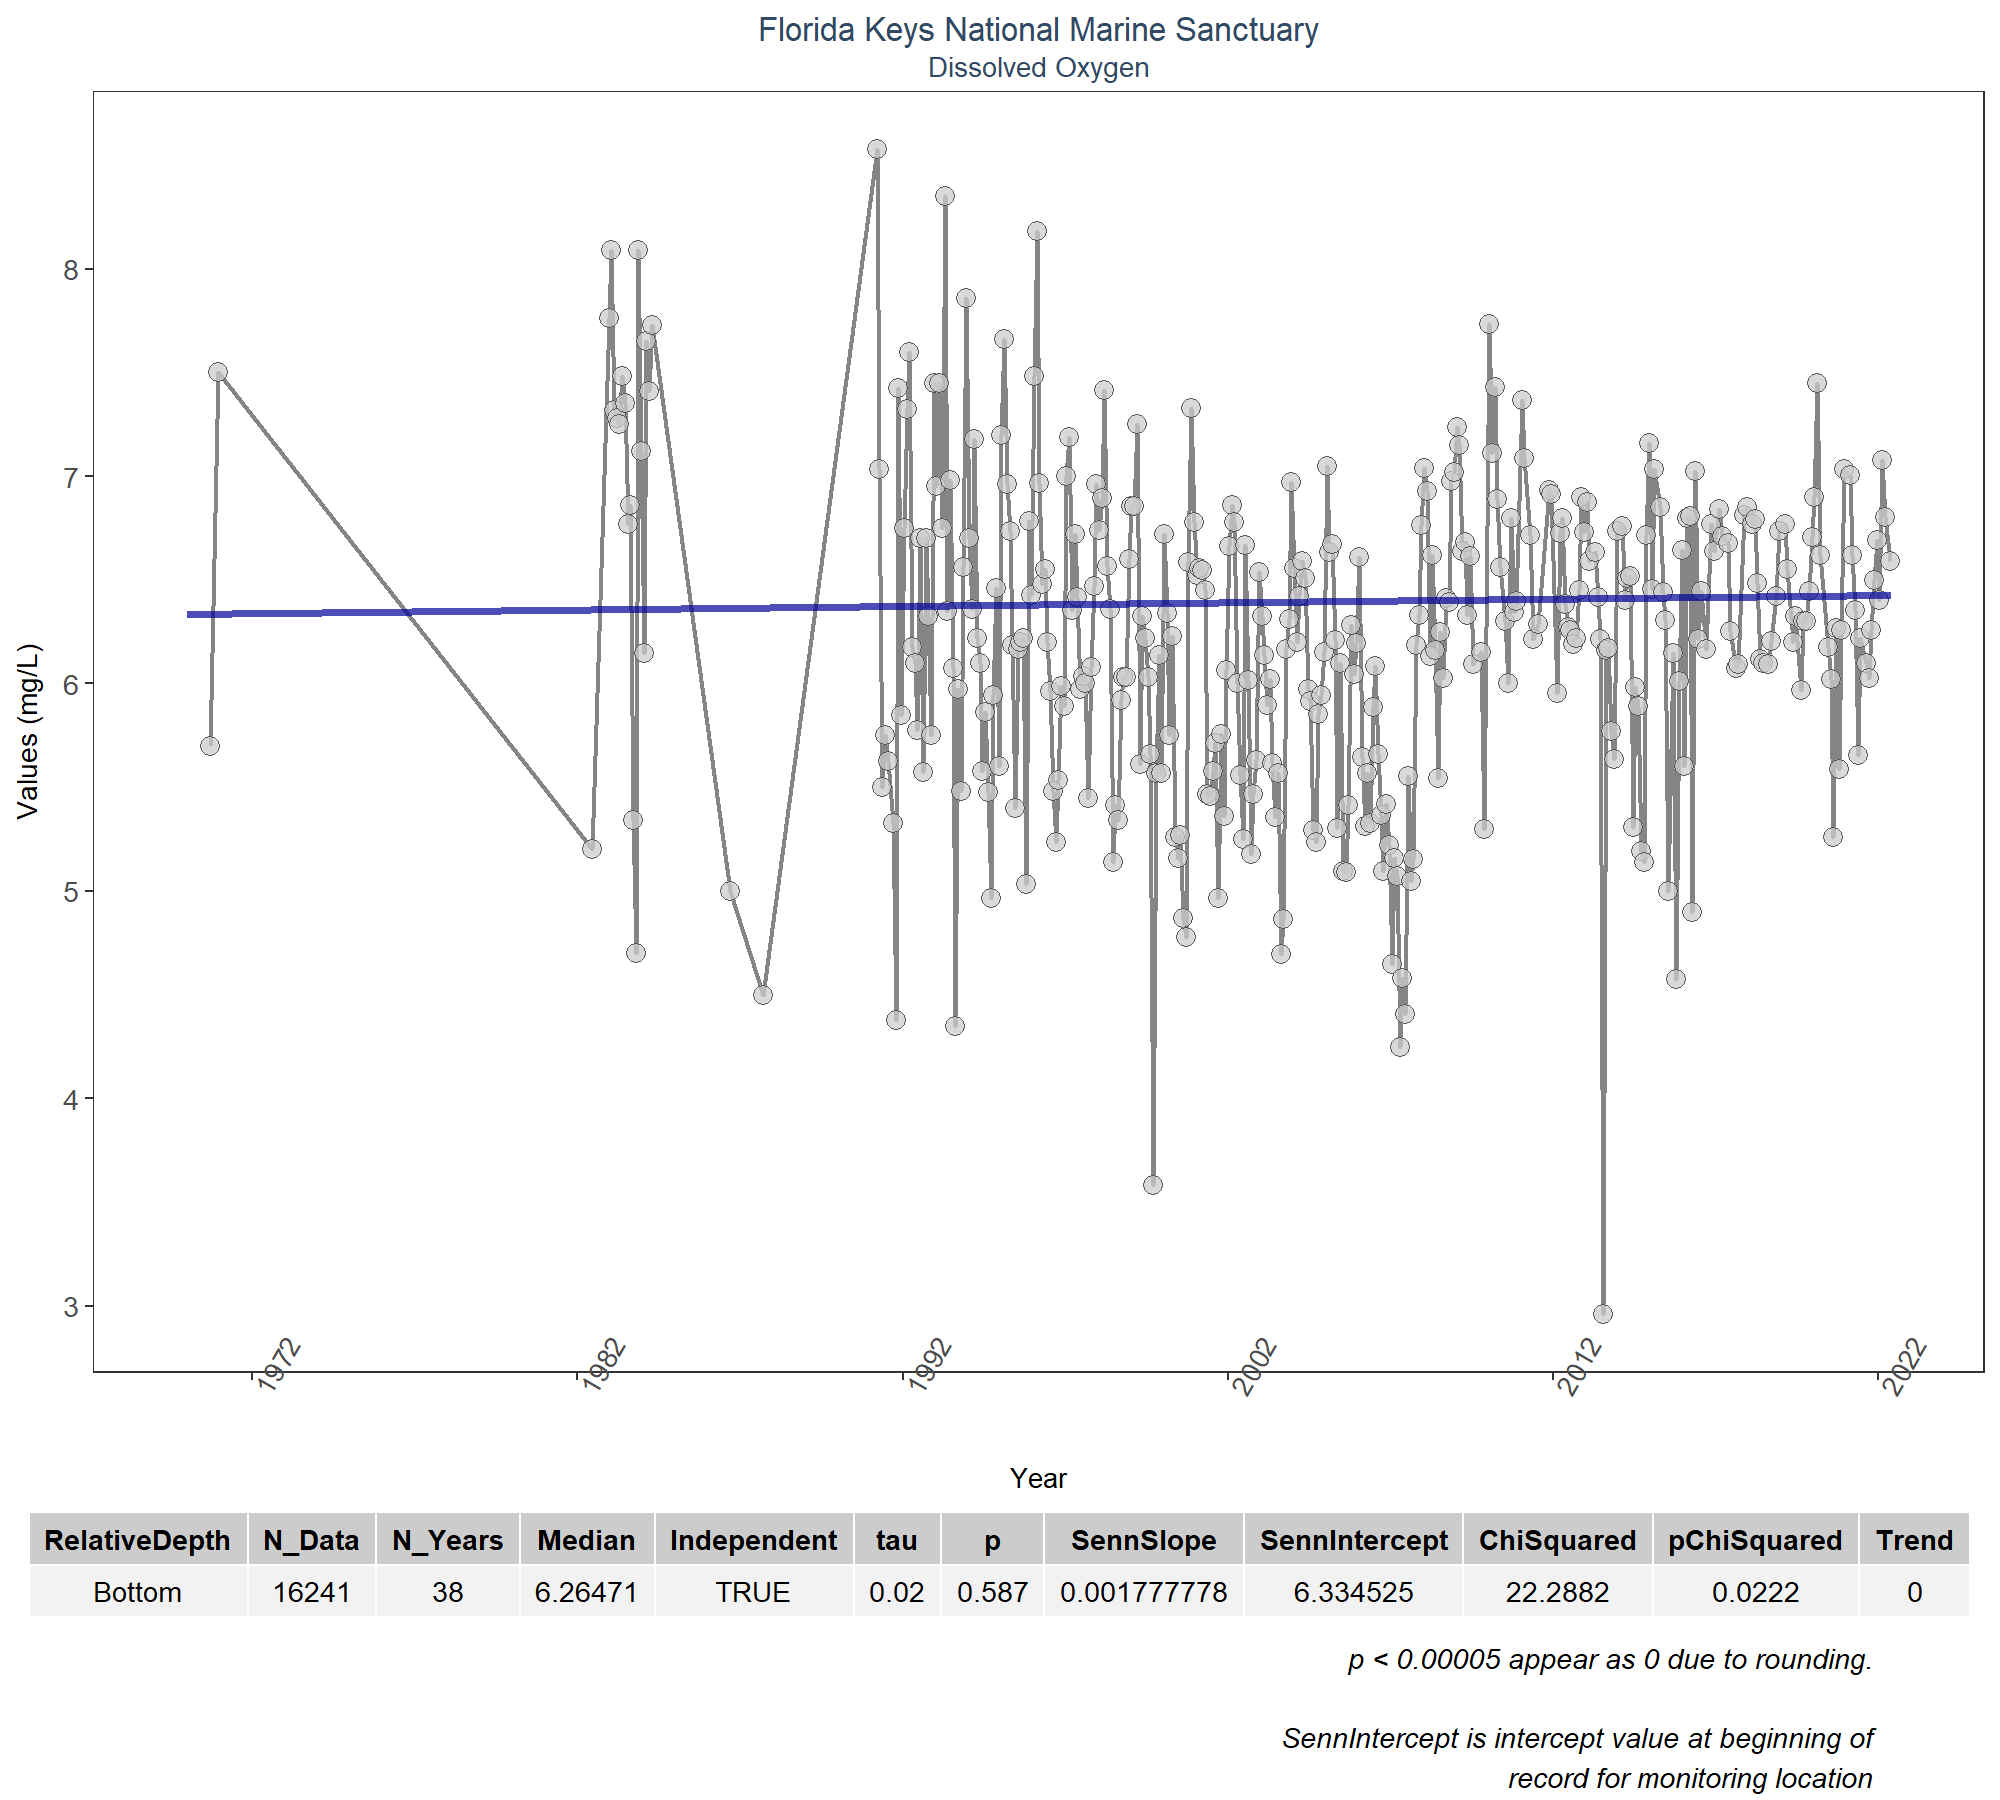 Florida Keys National Marine Sanctuary
Dissolved Oxygen
Values (mg/L)
8
7
6
5
4
3
1972
1982
1992
2002
2012
2022
Year
RelativeDepth N_Data N_Years Median Independent tau p SennSlope SennIntercept ChiSquared pChiSquared Trend
Bottom 16241 38 6.26471 TRUE 0.02 0.587 0.001777778 6.334525 22.2882 0.0222 0
p < 0.00005 appear as 0 due to rounding.
SennIntercept is intercept value at beginning of
record for monitoring location